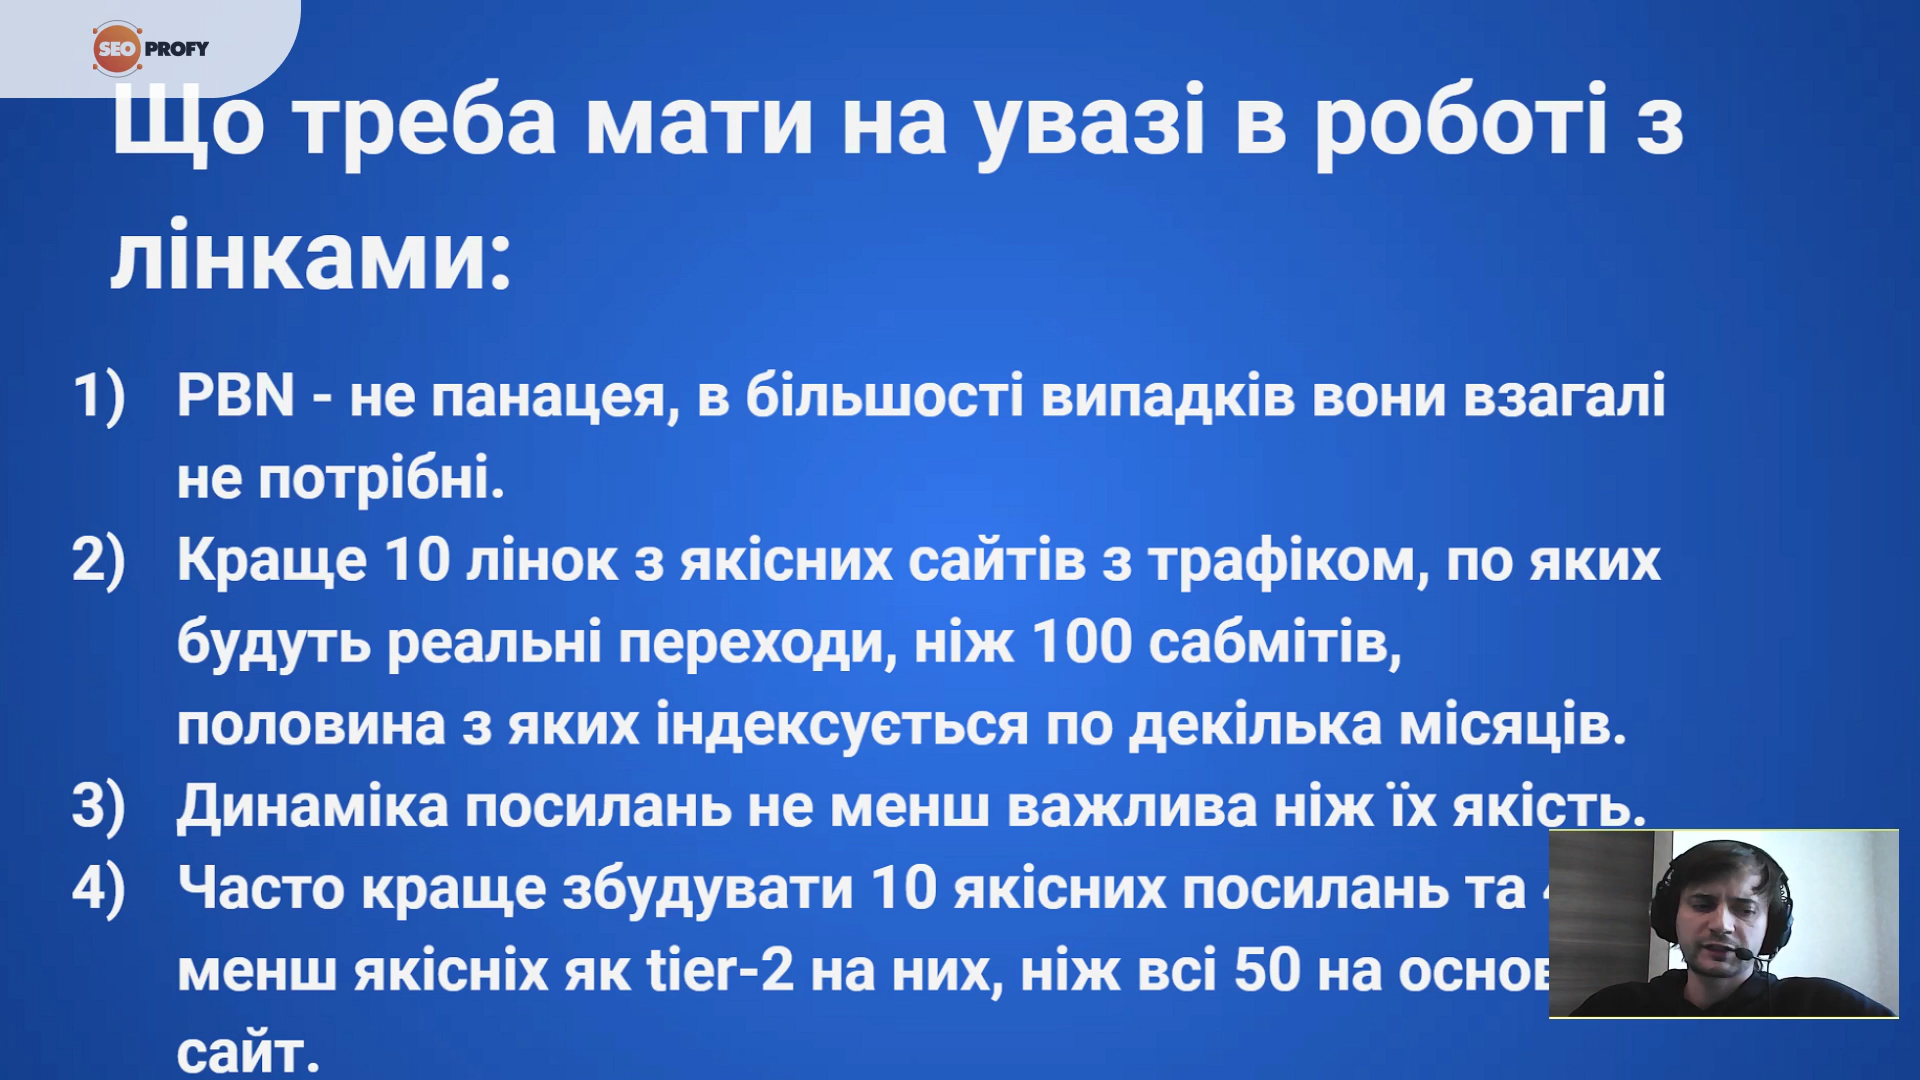 SEO PROFY
Що треба мати на увазі в роботі з
лінками:
1) PBN - не панацея, в більшості випадків вони взагалі
не потрібні.
2) Краще 10 лінок з якісних сайтів з трафіком, по яких
будуть реальні переходи, ніж 100 сабмітів,
половина з яких індексується по декілька місяців.
3) Динаміка посилань не менш важлива ніж їх якість.
4) Часто краще збудувати 10 якісних посилань та
менш якісніх як tier-2 на них, ніж всі 50 на
сайт.